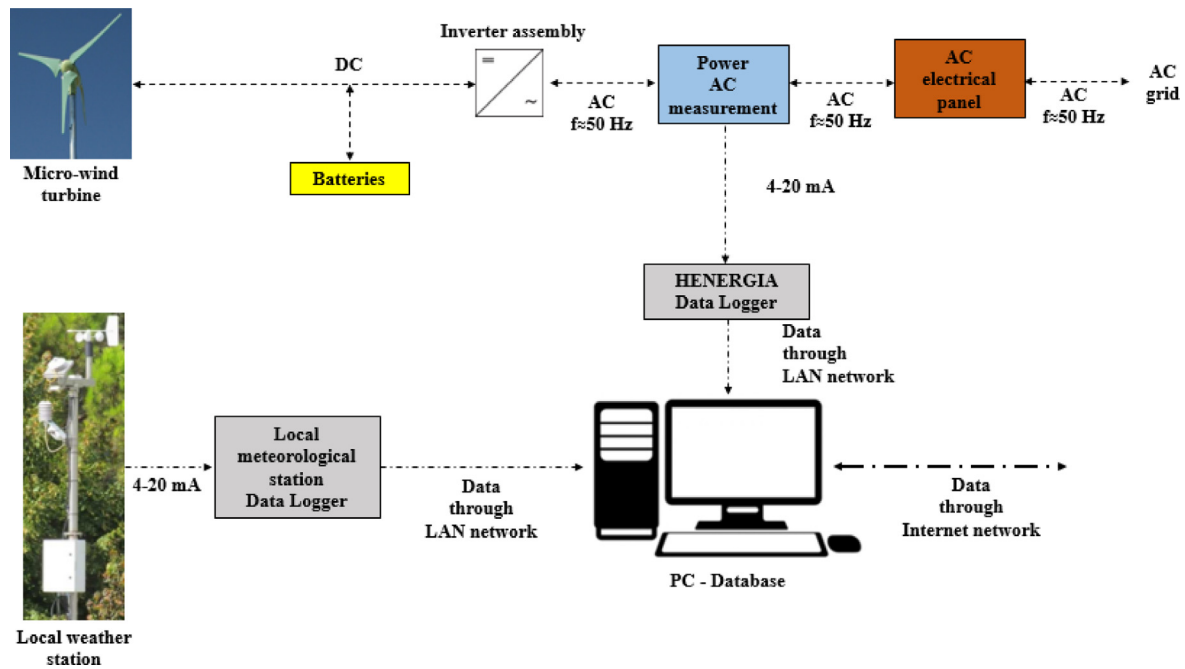 Inverter assembly
DC
Power
AC
measurement
AC
electrical
panel
AC
grid
AC
f≈50 Hz
AC
f≈50 Hz
AC
f≈50 Hz
Micro-wind
turbine
Batteries
4-20 mA
HENERGIA
Data Logger
Data
through
LAN network
Local
meteorological
station
Data Logger
4-20 mA
Data
through
LAN network
Data
through
Internet network
PC - Database
Local weather
station